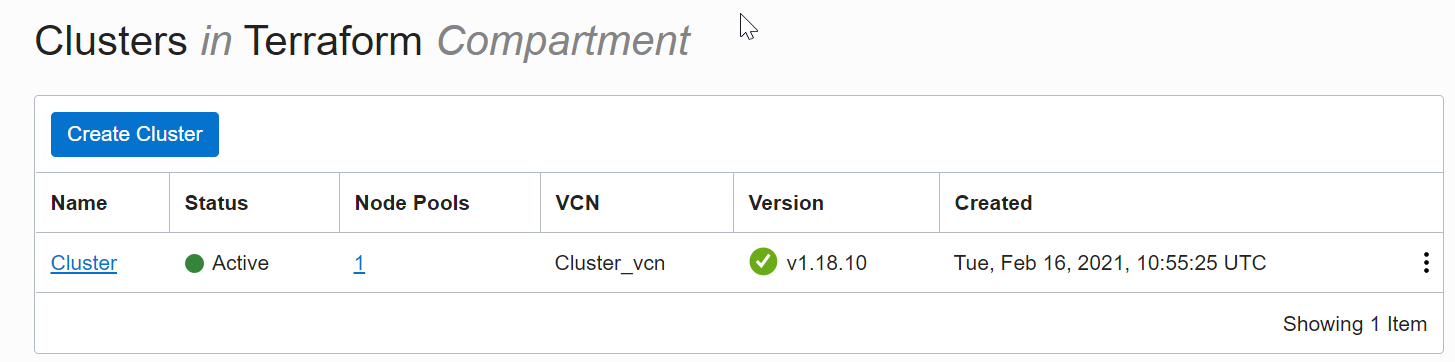 Clusters in Terraform Compartment
Create Cluster
Name Status Node Pools VCN Version Created
Cluster Active 1 Cluster_vcn v1.18.10 Tue, Feb 16, 2021, 10:55:25 UTC
Showing 1 Item